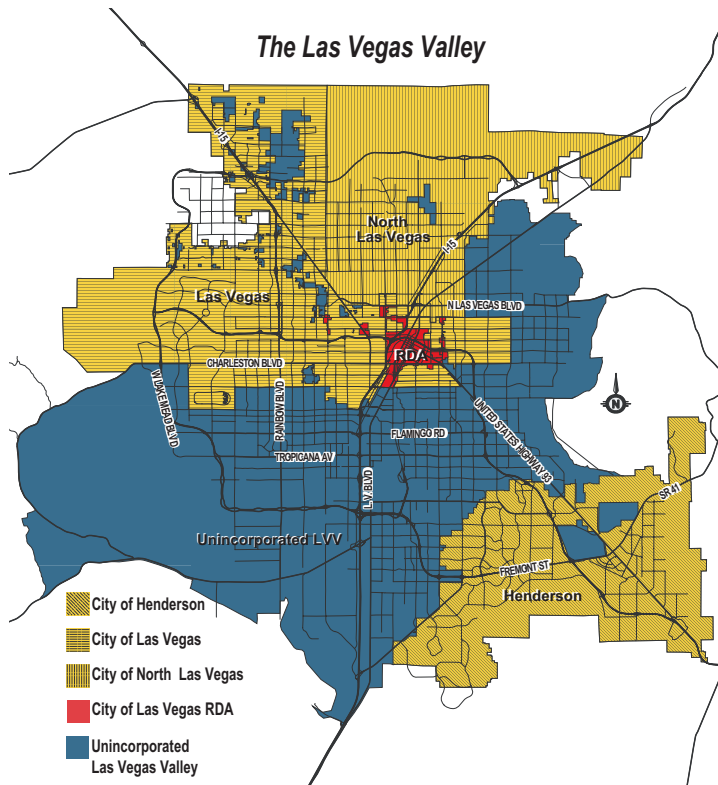 The Las Vegas Valley
I-15
North
Las Vegas
I-15
Las Vegas
N LAS VEGAS BLVD
RDA
CHARLESTON BLVD
W LAKE MEAD BLVD
RAINBOW BLVD
N
UNITED STATES HIGHWAY 93
FLAMINGO RD
TROPICANA AV
L.V. BLVD
SR 41
Unincorporated LVV
FREMONT ST
Henderson
City of Henderson
City of Las Vegas
City of North Las Vegas
City of Las Vegas RDA
Unincorporated
Las Vegas Valley